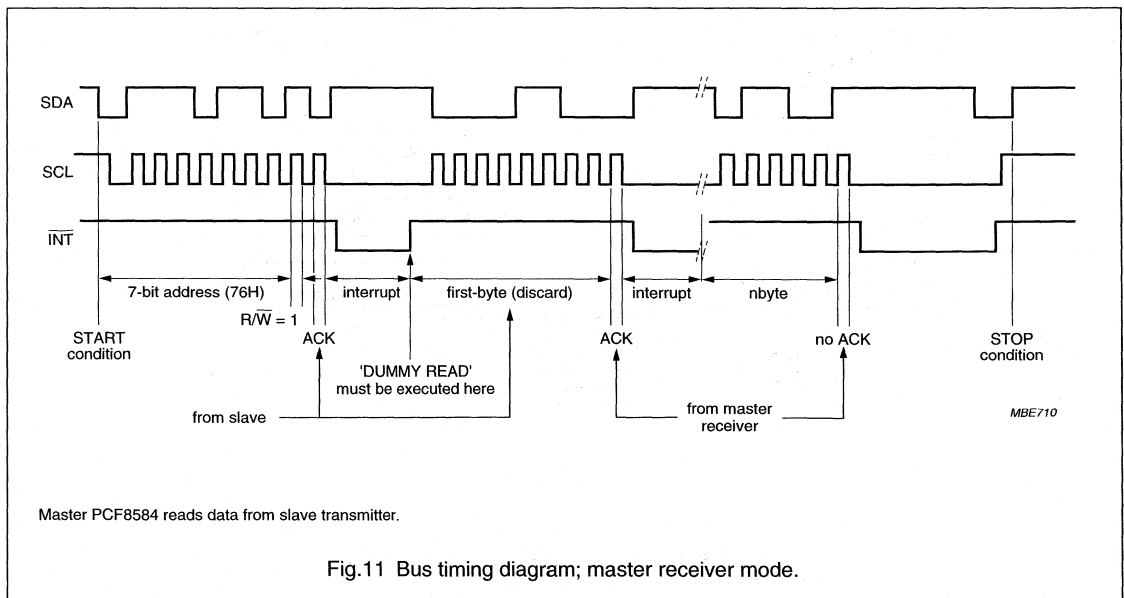 SDA
SCL
INT
7-bit address (76H)
interrupt
first-byte (discard)
interrupt
nbyte
R/W = 1
START
condition
ACK
ACK
no ACK
STOP
condition
'DUMMY READ'
must be executed here
from slave
from master
receiver
MBE710
Master PCF8584 reads data from slave transmitter.
Fig.11 Bus timing diagram; master receiver mode.